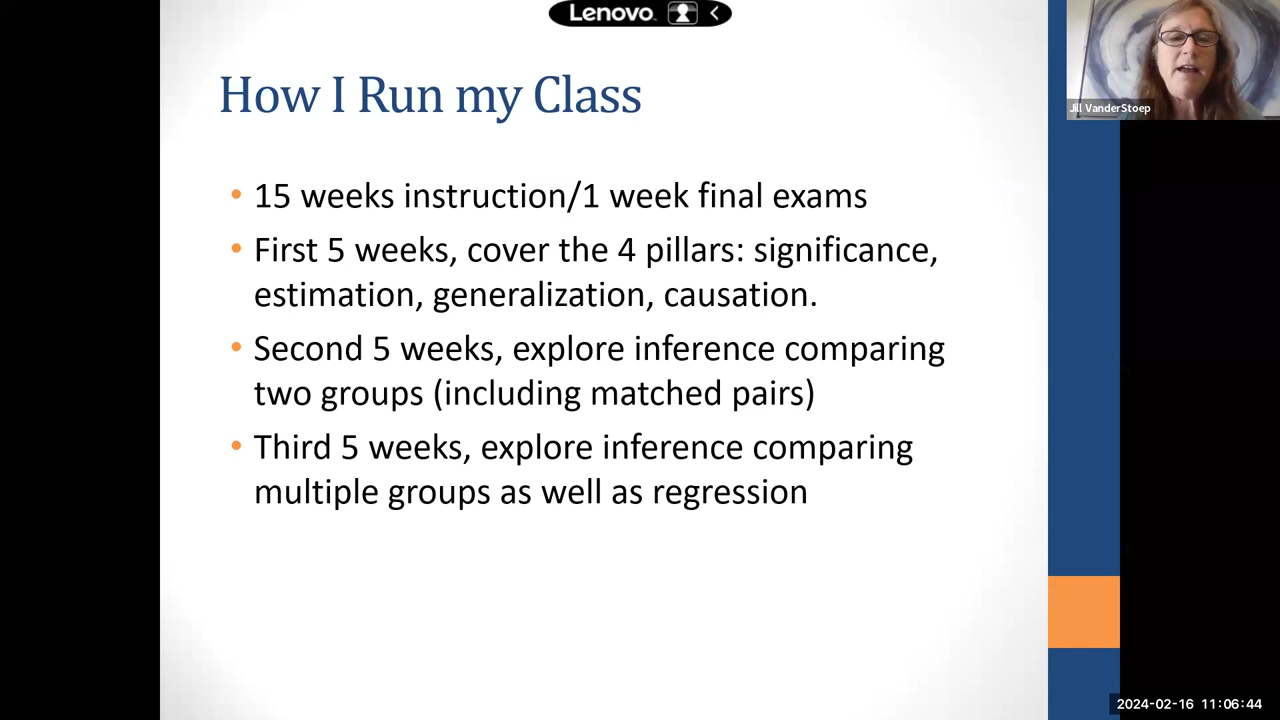 Lenovo
How I Run my Class
Jill VanderStoep
• 15 weeks instruction/1 week final exams
• First 5 weeks, cover the 4 pillars: significance,
estimation, generalization, causation.
• Second 5 weeks, explore inference comparing
two groups (including matched pairs)
• Third 5 weeks, explore inference comparing
multiple groups as well as regression
2024-02-16 11:06:44